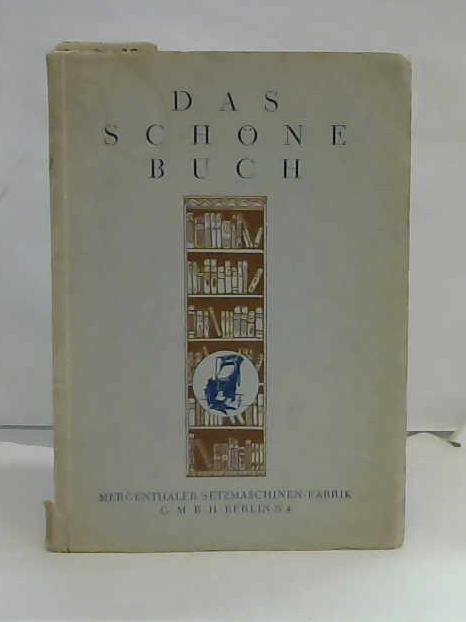 DAS
SCHÖNE
BUCH
MERGENTHALER SETZMASCHINEN-FABRIK
G·M·B·H·BERLIN N 4